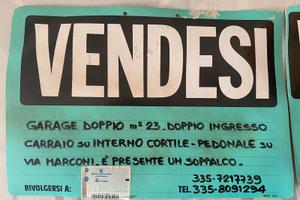 VENDESI
GARAGE DOPPIO m² 23. DOPPIO INGRESSO
CARRAIO SU INTERNO CORTILE - PEDONALE SU
VIA MARCONI. É PRESENTE UN SOPPALCO.
335-7217739
RIVOLGERSI A:
TEL. 335-8091294